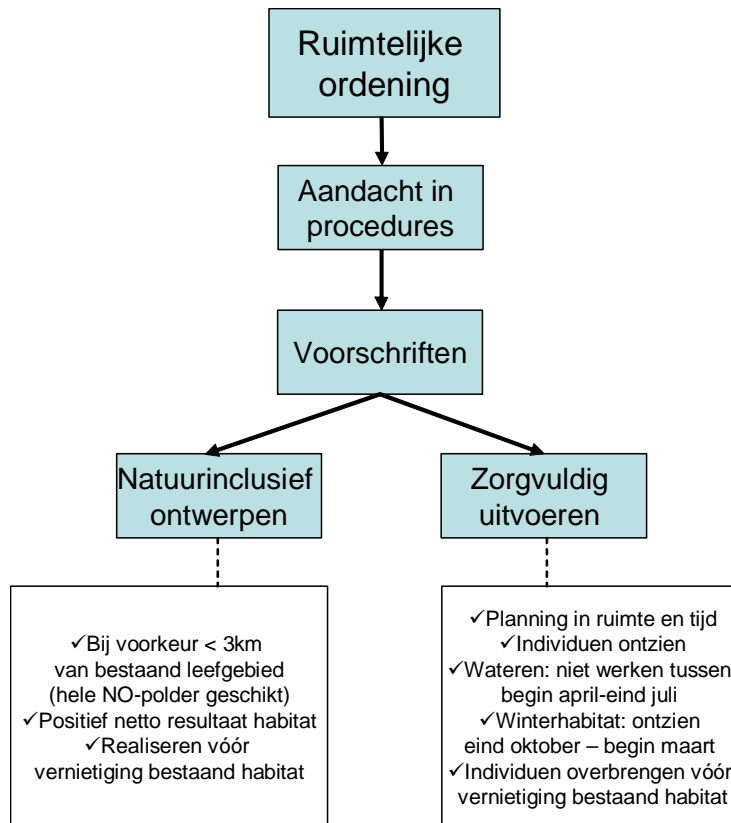 Ruimtelijke
ordening
Aandacht in
procedures
Voorschriften
Natuurinclusief
ontwerpen
Zorgvuldig
uitvoeren
✓Bij voorkeur < 3km
van bestaand leefgebied
(hele NO-polder geschikt)
✓Positief netto resultaat habitat
✓Realiseren vóór
vernietiging bestaand habitat
✓Planning in ruimte en tijd
✓Individuen ontzien
✓Wateren: niet werken tussen
begin april-eind juli
✓Winterhabitat: ontzien
eind oktober – begin maart
✓Individuen overbrengen vóór
vernietiging bestaand habitat